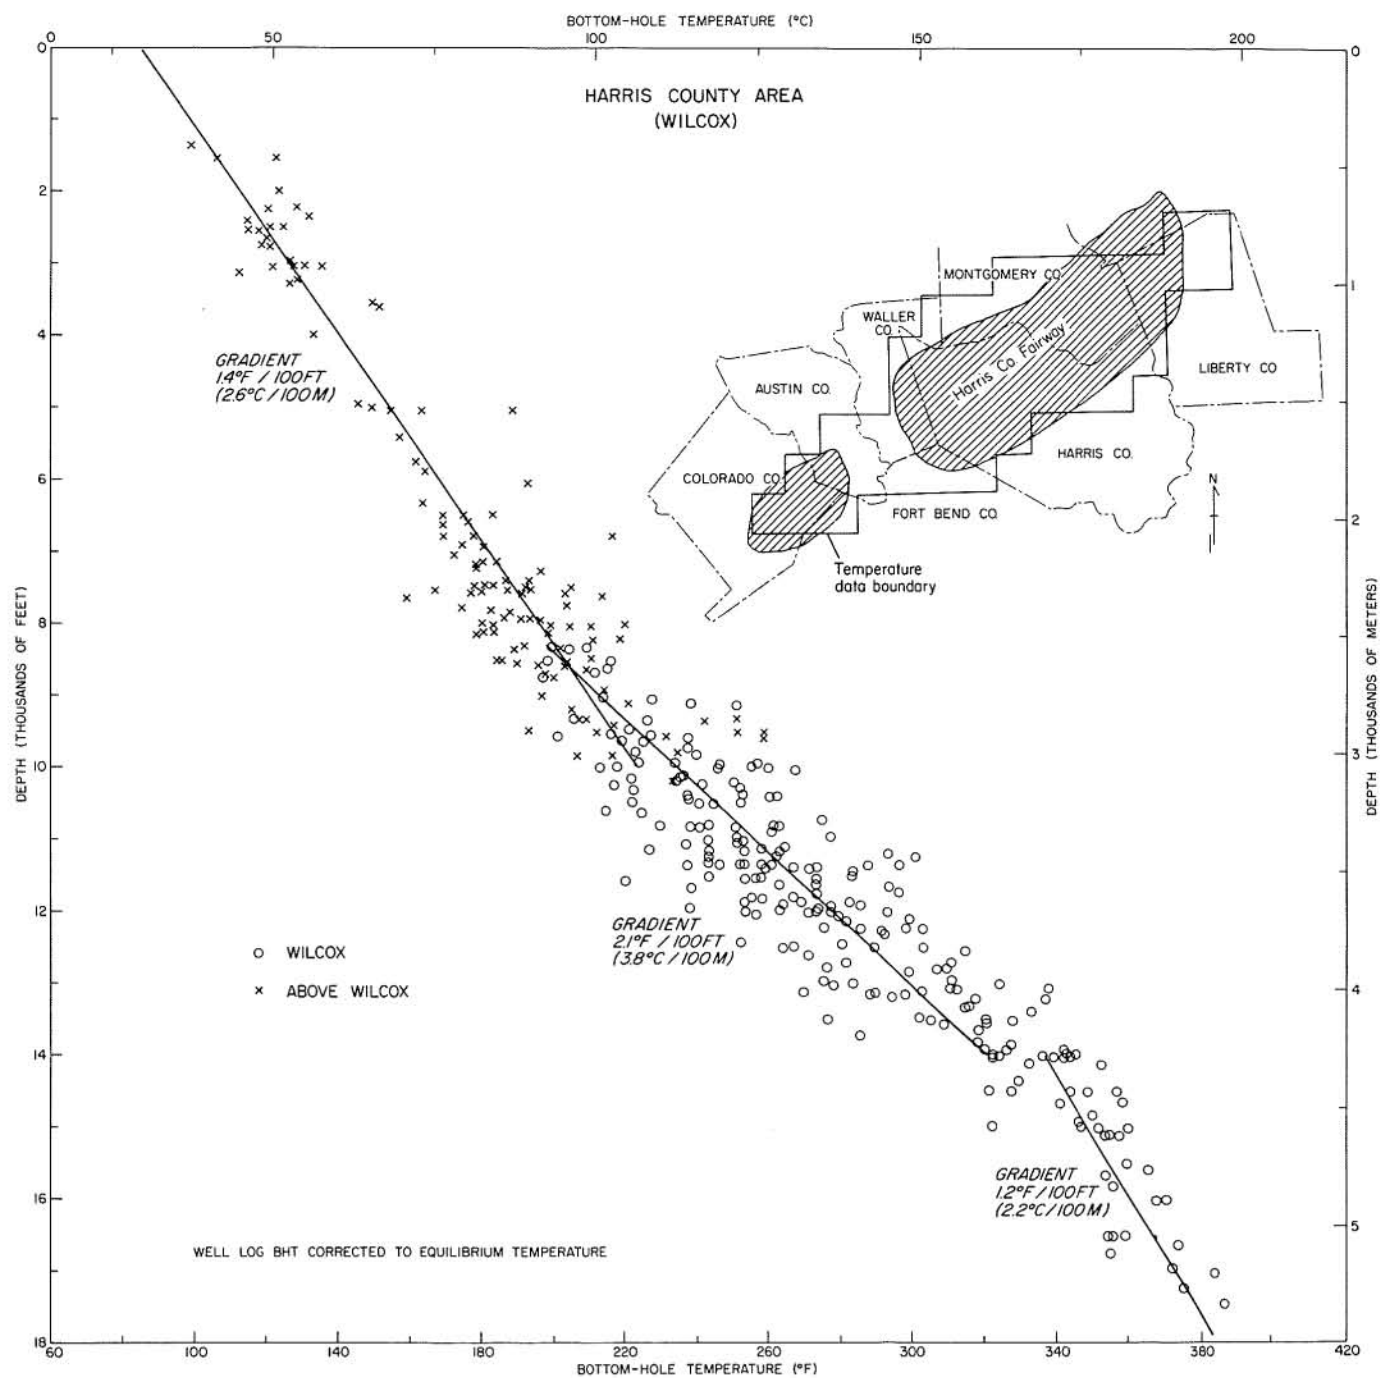 BOTTOM-HOLE TEMPERATURE (°C)
0 50 100 150 200
HARRIS COUNTY AREA
(WILCOX)
DEPTH (THOUSANDS OF FEET)
0
2
4
6
8
10
12
14
16
18
DEPTH (THOUSANDS OF METERS)
0
1
2
3
4
5
MONTGOMERY CO.
WALLER
CO.
Harris Co. Fairway
LIBERTY CO
AUSTIN CO.
HARRIS CO.
COLORADO CO
FORT BEND CO.
N
Temperature
data boundary
GRADIENT
1.4°F / 100FT
(2.6°C / 100M)
GRADIENT
2.1°F / 100FT
(3.8°C / 100M)
WILCOX
ABOVE WILCOX
GRADIENT
1.2°F / 100FT
(2.2°C / 100M)
WELL LOG BHT CORRECTED TO EQUILIBRIUM TEMPERATURE
60 100 140 180 220 260 300 340 380 420
BOTTOM-HOLE TEMPERATURE (°F)